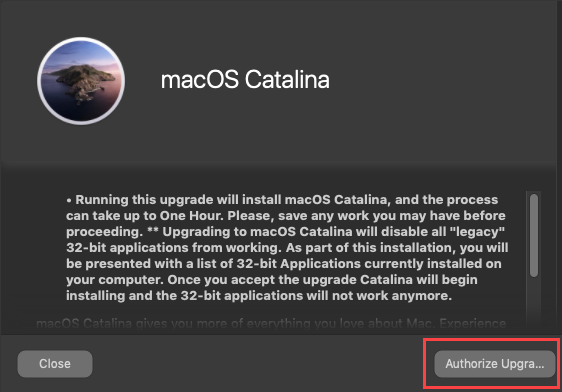 macOS Catalina
• Running this upgrade will install macOS Catalina, and the process
can take up to One Hour. Please, save any work you may have before
proceeding. ** Upgrading to macOS Catalina will disable all "legacy"
32-bit applications from working. As part of this installation, you will
be presented with a list of 32-bit Applications currently installed on
your computer. Once you accept the upgrade Catalina will begin
installing and the 32-bit applications will not work anymore.
macOS Catalina gives you more of everything you love about Mac. Experience
Close
Authorize Upgra...